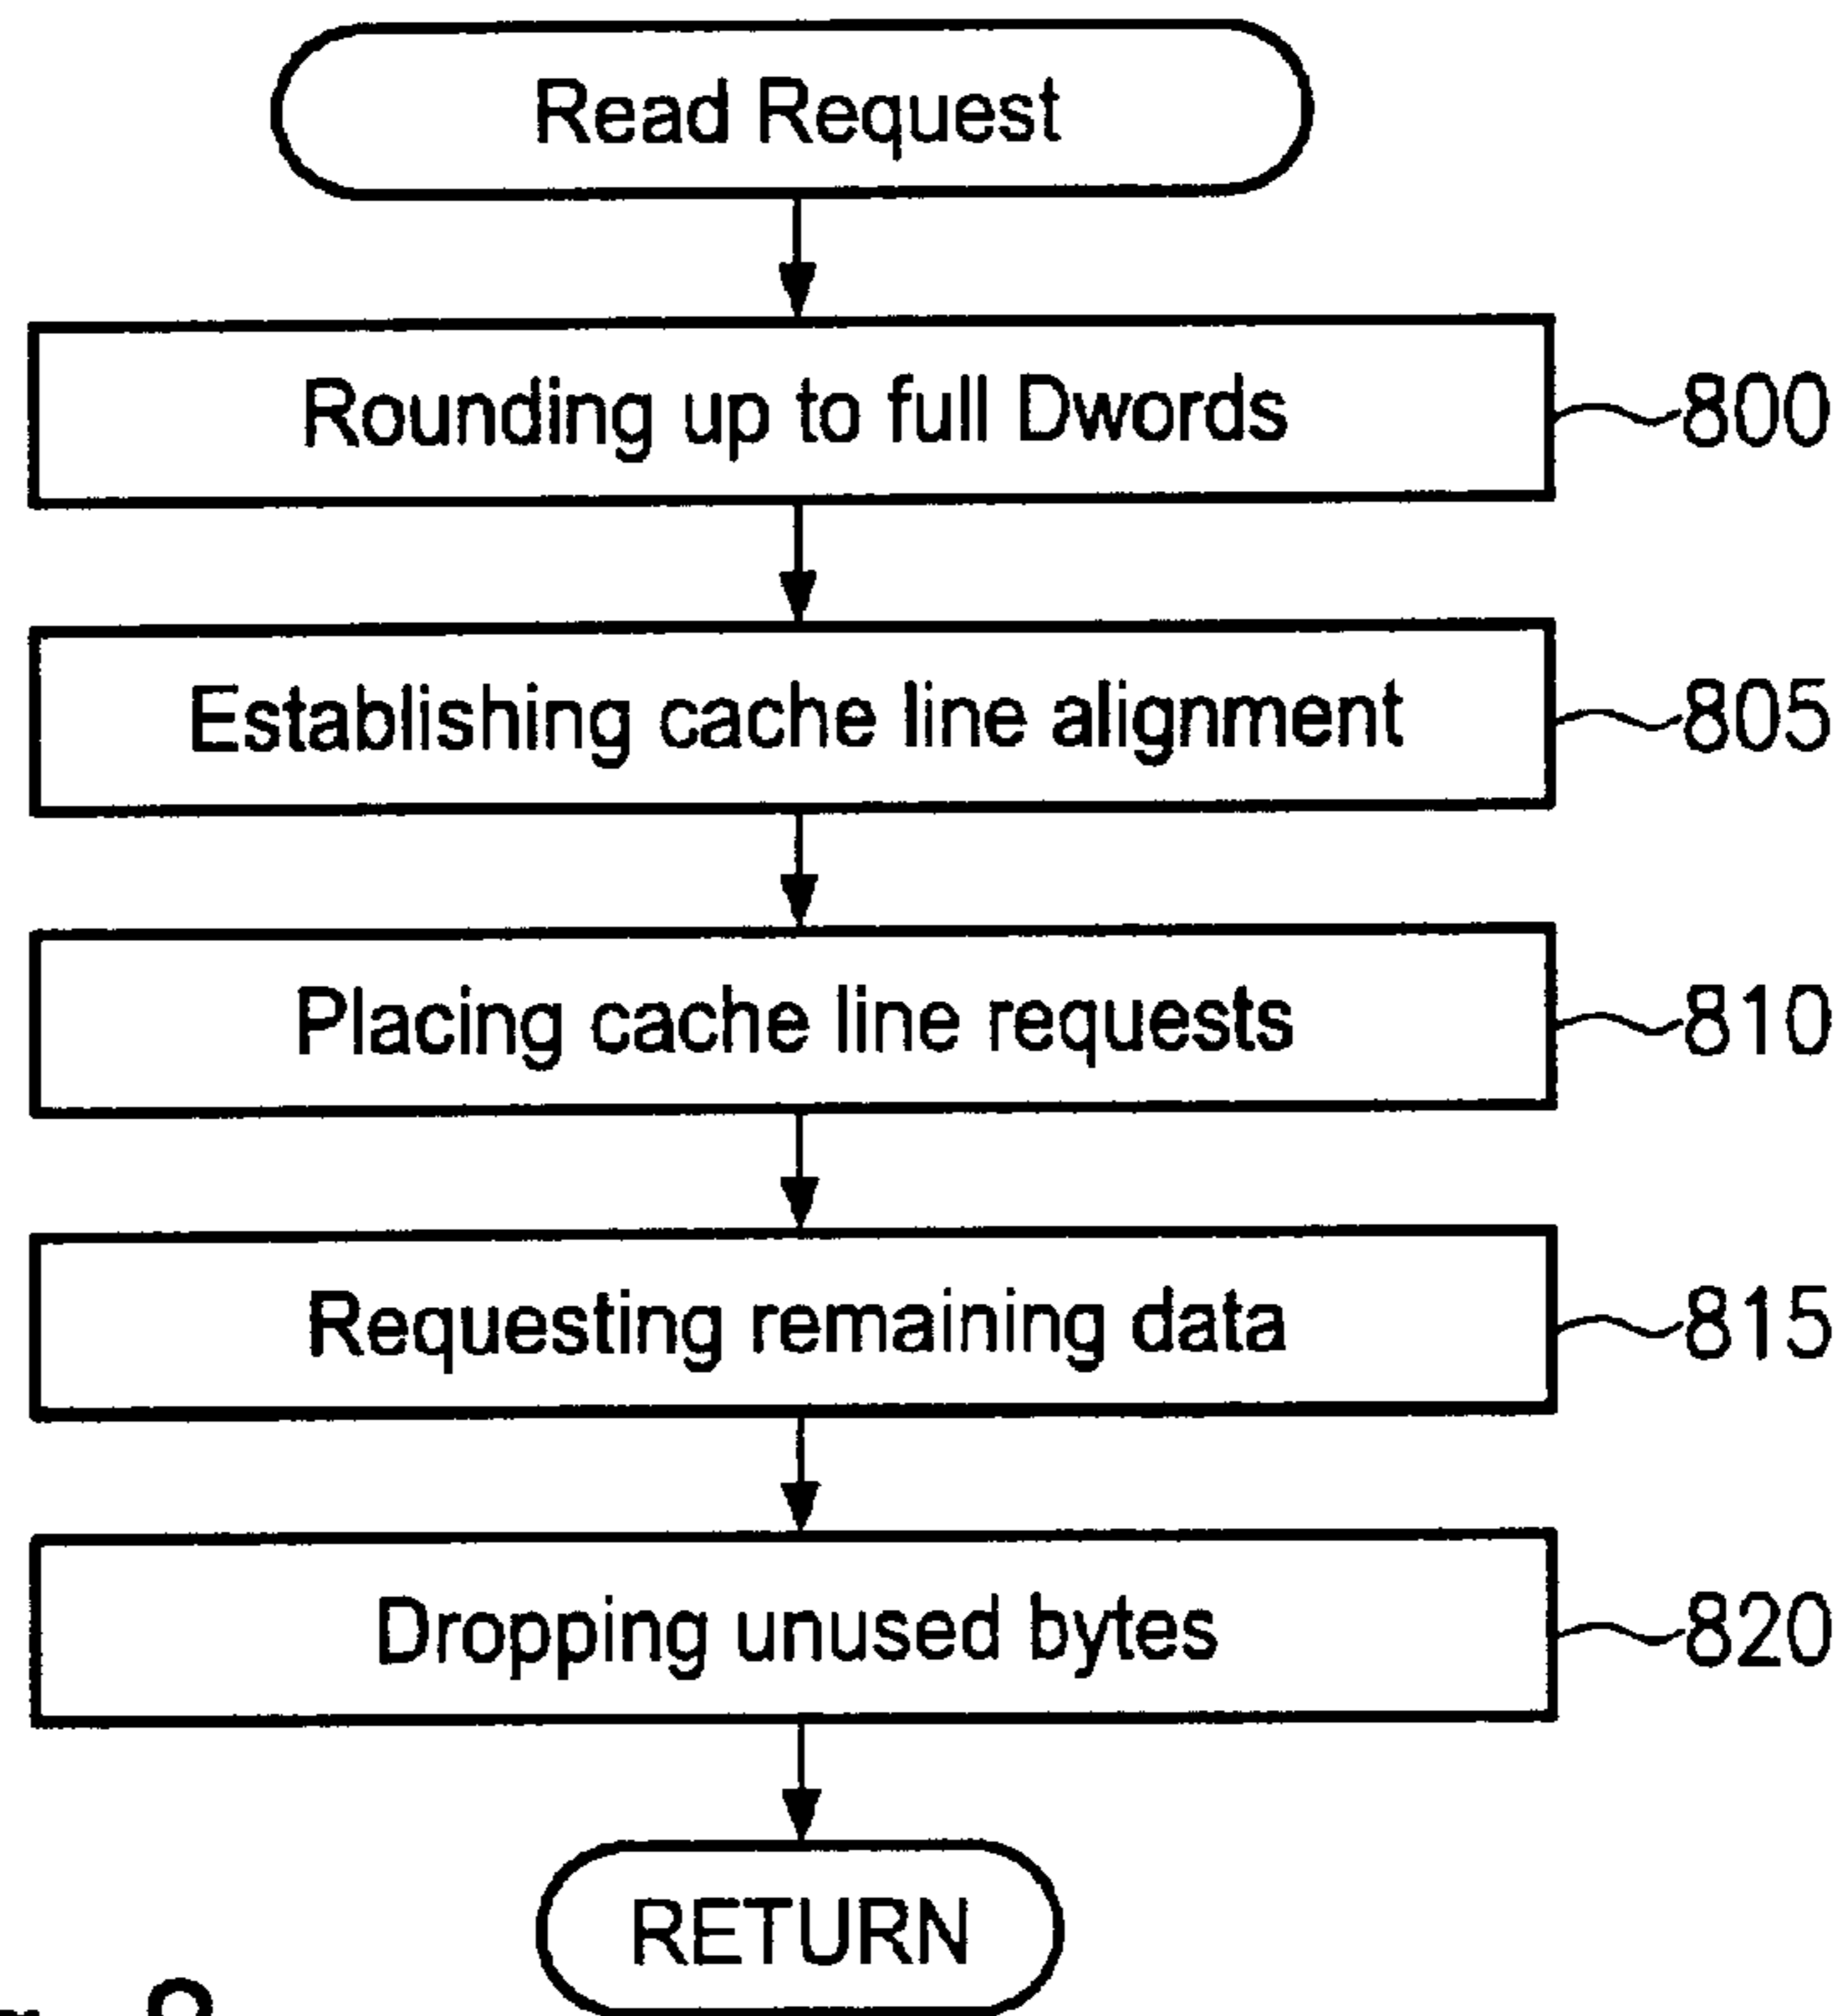 Read Request
Rounding up to full Dwords
800
Establishing cache line alignment
805
Placing cache line requests
810
Requesting remaining data
815
Dropping unused bytes
820
RETURN